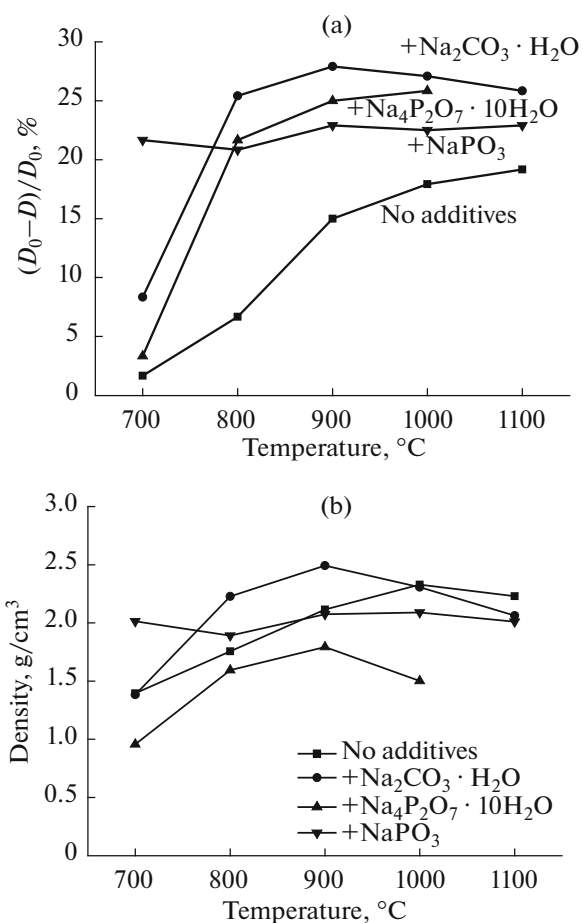 (a)
30
25
20
15
10
5
0
(D₀−D)/D₀, %
+Na₂CO₃ · H₂O
+Na₄P₂O₇ · 10H₂O
+NaPO₃
No additives
700 800 900 1000 1100
Temperature, °C
(b)
3.0
2.5
2.0
1.5
1.0
0.5
0
Density, g/cm³
No additives
+Na₂CO₃ · H₂O
+Na₄P₂O₇ · 10H₂O
+NaPO₃
700 800 900 1000 1100
Temperature, °C